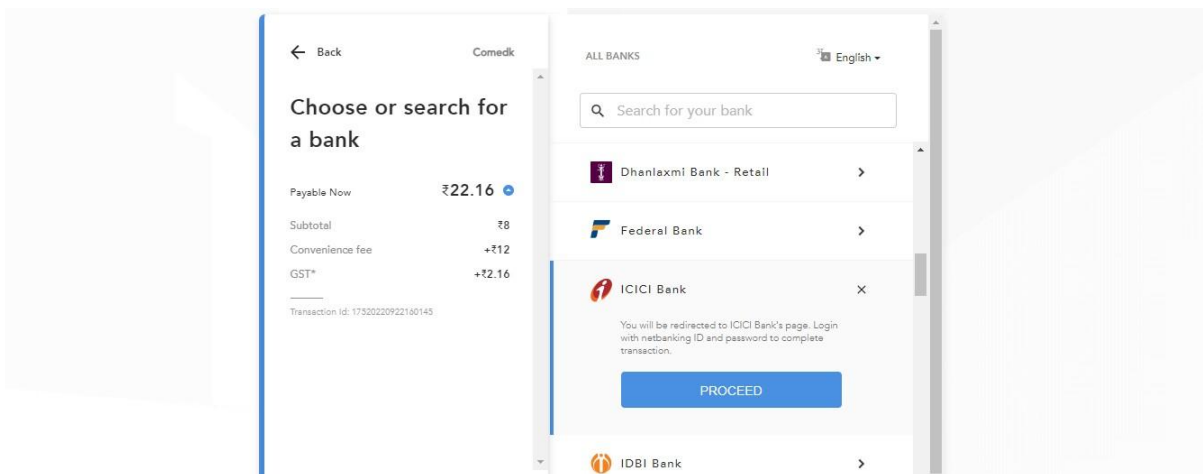 Back
Comedk
Choose or search for
a bank
Payable Now ₹22.16
Subtotal ₹8
Convenience fee +₹12
GST* +₹2.16
Transaction Id: 17520220922160145
ALL BANKS
English
Search for your bank
Dhanlaxmi Bank - Retail
Federal Bank
ICICI Bank
You will be redirected to ICICI Bank's page. Login
with netbanking ID and password to complete
transaction.
PROCEED
IDBI Bank